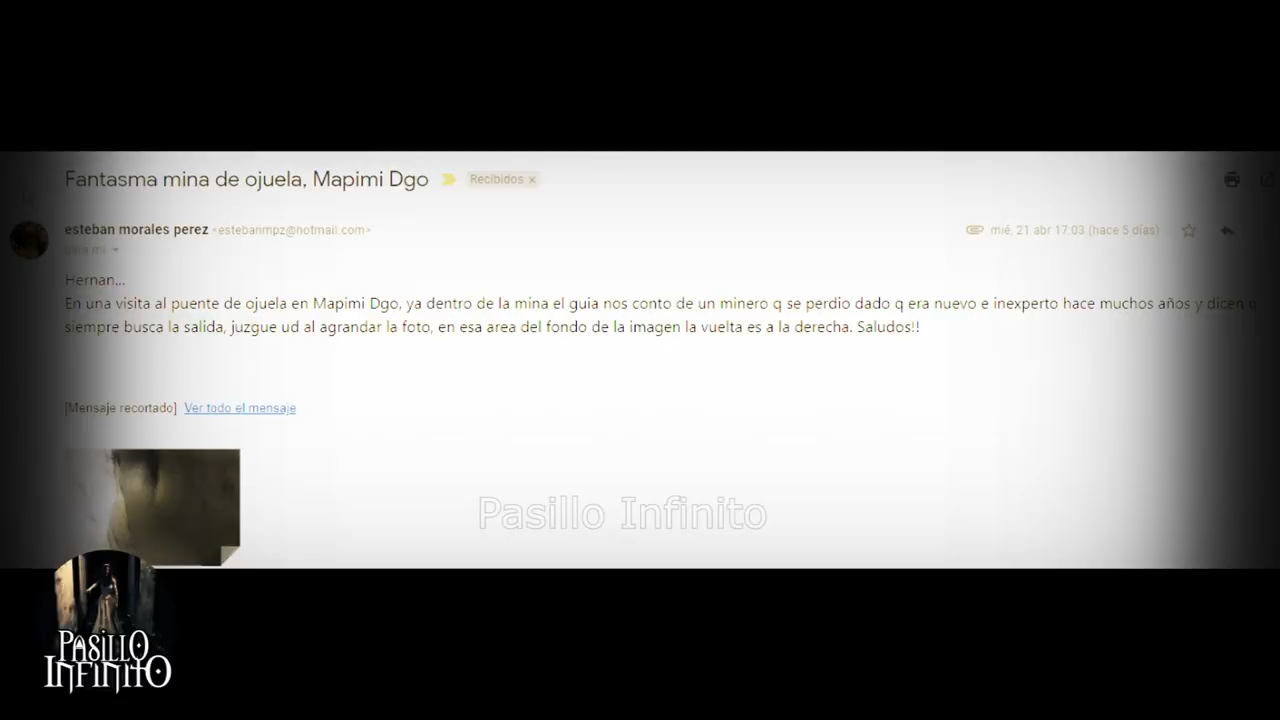 Fantasma mina de ojuela, Mapimi Dgo Recibidos x
esteban morales perez <estebanmpz@hotmail.com> mié, 21 abr 17:03 (hace 5 días)
para mí
Hernan...
En una visita al puente de ojuela en Mapimi Dgo, ya dentro de la mina el guia nos conto de un minero q se perdio dado q era nuevo e inexperto hace muchos años y dicen q
siempre busca la salida, juzgue ud al agrandar la foto, en esa area del fondo de la imagen la vuelta es a la derecha. Saludos!!
[Mensaje recortado] Ver todo el mensaje
Pasillo Infinito
PASILLO
INFINITO